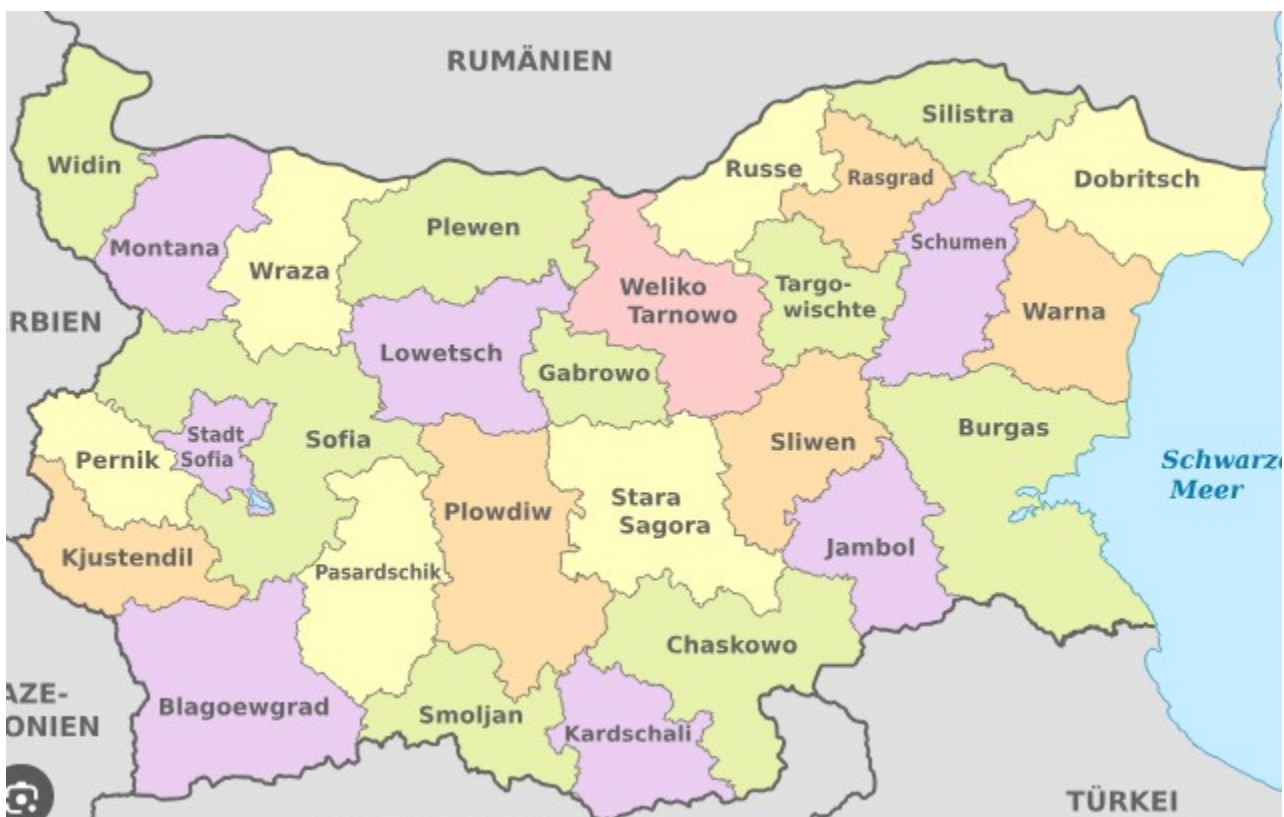 RUMÄNIEN
Silistra
Widin
Russe
Rasgrad
Dobritsch
Montana
Wraza
Plewen
Schumen
Weliko
Tarnowo
Targo-
wischte
Warna
RBIEN
Lowetsch
Gabrowo
Pernik
Stadt
Sofia
Sofia
Sliwen
Burgas
Schwarze
Meer
Kjustendil
Pasardschik
Plowdiw
Stara
Sagora
Jambol
Chaskowo
AZE-
ONIEN
Blagoewgrad
Smoljan
Kardschali
TÜRKEI